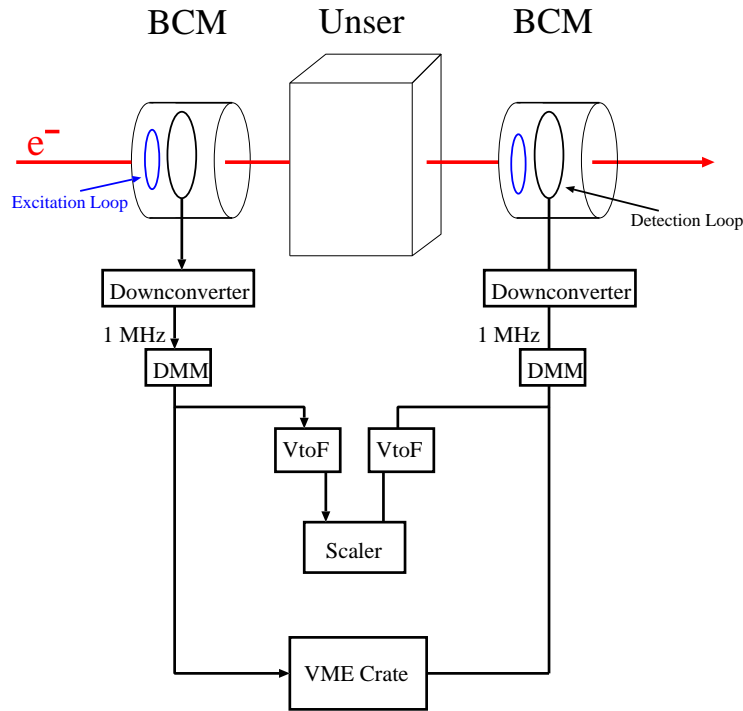 BCM Unser BCM
e⁻
Excitation Loop
Detection Loop
Downconverter Downconverter
1 MHz 1 MHz
DMM DMM
VtoF VtoF
Scaler
VME Crate